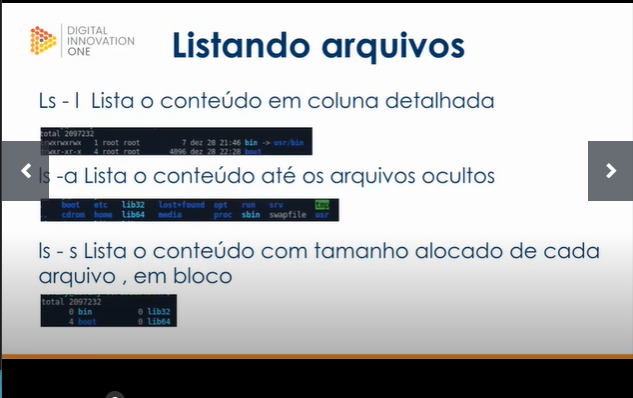 DIGITAL
INNOVATION
ONE
Listando arquivos
Ls - l Lista o conteúdo em coluna detalhada
total 2097232
rwxrwxrwx 1 root root 7 dez 28 21:46 bin -> usr/bin
rwxr-xr-x 4 root root 4096 dez 28 22:28 boot
ls -a Lista o conteúdo até os arquivos ocultos
boot etc lib32 lost+found opt run srv tmp
cdrom home lib64 media proc sbin swapfile usr
ls - s Lista o conteúdo com tamanho alocado de cada
arquivo , em bloco
total 2097232
0 bin 0 lib32
4 boot 0 lib64